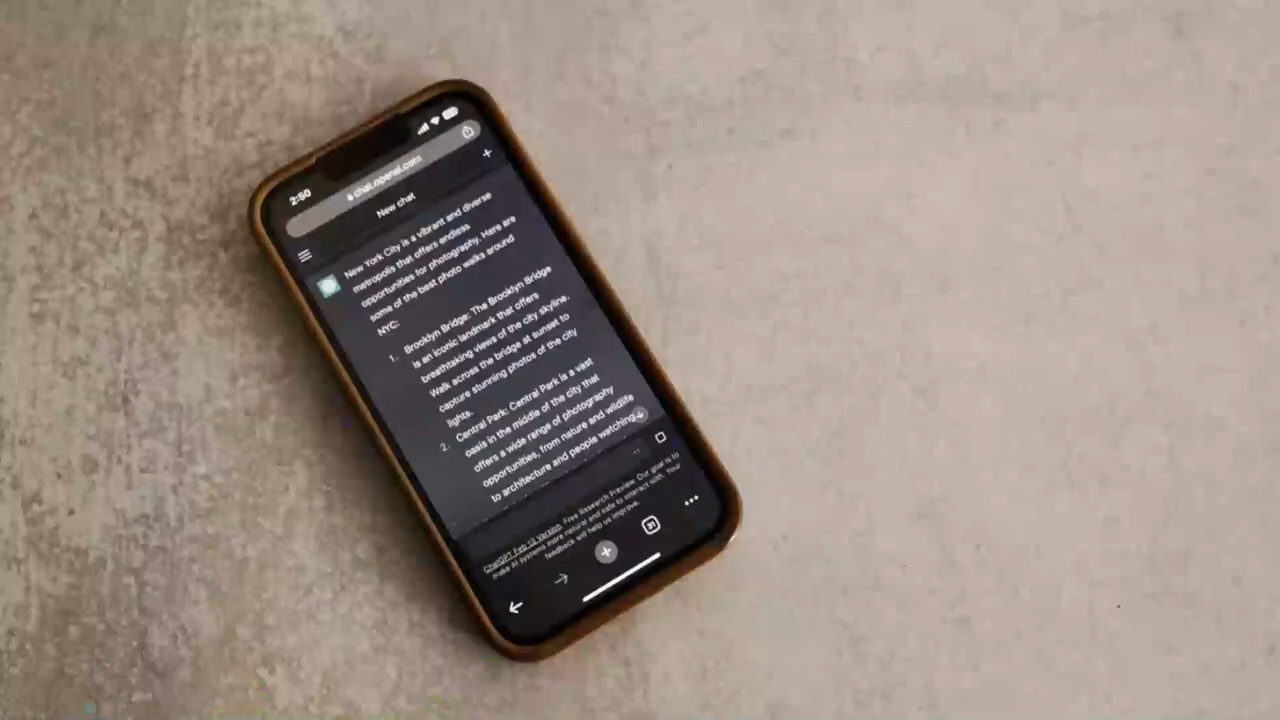 2:50
chat.openai.com
New chat
New York City is a vibrant and diverse
metropolis that offers endless
opportunities for photography. Here are
some of the best photo walks around
NYC:
1. Brooklyn Bridge: The Brooklyn Bridge
is an iconic landmark that offers
breathtaking views of the city skyline.
Walk across the bridge at sunset to
capture stunning photos of the city
lights.
2. Central Park: Central Park is a vast
oasis in the middle of the city that
offers a wide range of photography
opportunities, from nature and wildlife
to architecture and people watching.
ChatGPT Feb 13 Version. Free Research Preview. Our goal is to
make AI systems more natural and safe to interact with. Your
feedback will help us improve.
31